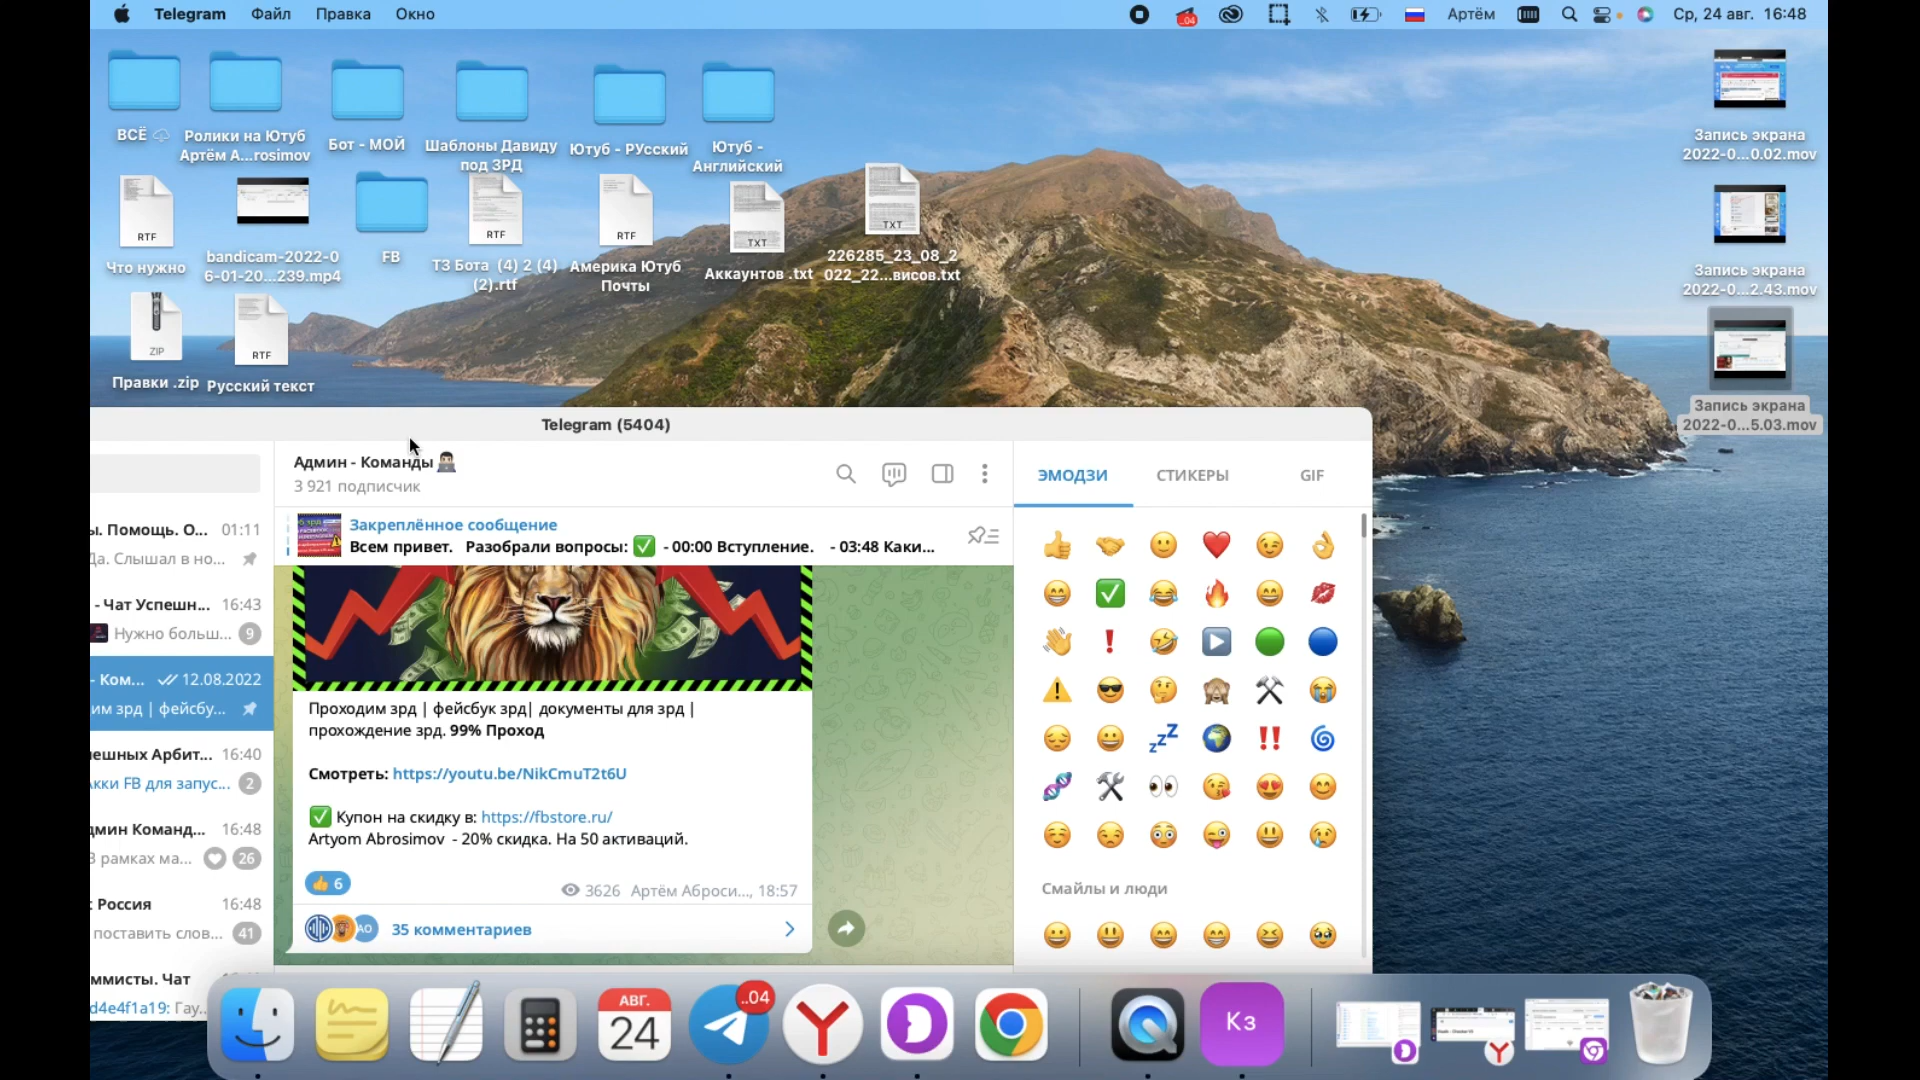 Telegram Файл Правка Окно
..04
Артём
Ср, 24 авг. 16:48
ВСЁ
Ролики на Ютуб
Артём A...rosimov
Бот - МОЙ
Шаблоны Давиду
под ЗРД
Ютуб - РУсский
Ютуб -
Английский
RTF
Что нужно
bandicam-2022-0
6-01-20...239.mp4
FB
RTF
ТЗ Бота (4) 2 (4)
(2).rtf
RTF
Америка Ютуб
Почты
TXT
Аккаунтов .txt
TXT
226285_23_08_2
022_22...висов.txt
ZIP
Правки .zip
RTF
Русский текст
Запись экрана
2022-0...0.02.mov
Запись экрана
2022-0...2.43.mov
Запись экрана
2022-0...5.03.mov
Telegram (5404)
Админ - Команды 👨🏻‍💻
3 921 подписчик
Закреплённое сообщение
Всем привет. Разобрали вопросы: ✅ - 00:00 Вступление. - 03:48 Каки...
ы. Помощь. О... 01:11
Да. Слышал в но...
- Чат Успешн... 16:43
Нужно больш... 9
- Ком... 12.08.2022
им зрд | фейсбу...
ешных Арбит... 16:40
Акки FB для запус... 2
дмин Команд... 16:48
В рамках ма... 26
: Россия 16:48
поставить слов... 41
ммисты. Чат
d4e4f1a19: Гау..
Проходим зрд | фейсбук зрд| документы для зрд |
прохождение зрд. 99% Проход
Смотреть: https://youtu.be/NikCmuT2t6U
✅ Купон на скидку в: https://fbstore.ru/
Artyom Abrosimov - 20% скидка. На 50 активаций.
👍 6
3626 Артём Аброси..., 18:57
AO
35 комментариев
ЭМОДЗИ СТИКЕРЫ GIF
Смайлы и люди
АВГ.
24
..04
Кз